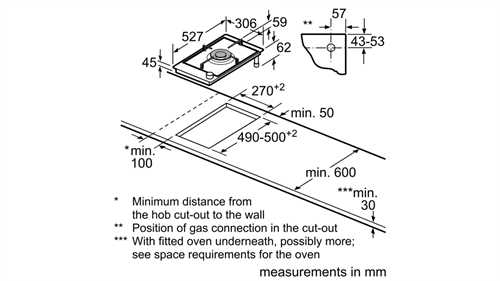 527
306
59
62
45
**
57
43-53
270+2
min. 50
490-500+2
*min.
100
min. 600
***min.
30
* Minimum distance from
the hob cut-out to the wall
** Position of gas connection in the cut-out
*** With fitted oven underneath, possibly more;
see space requirements for the oven
measurements in mm